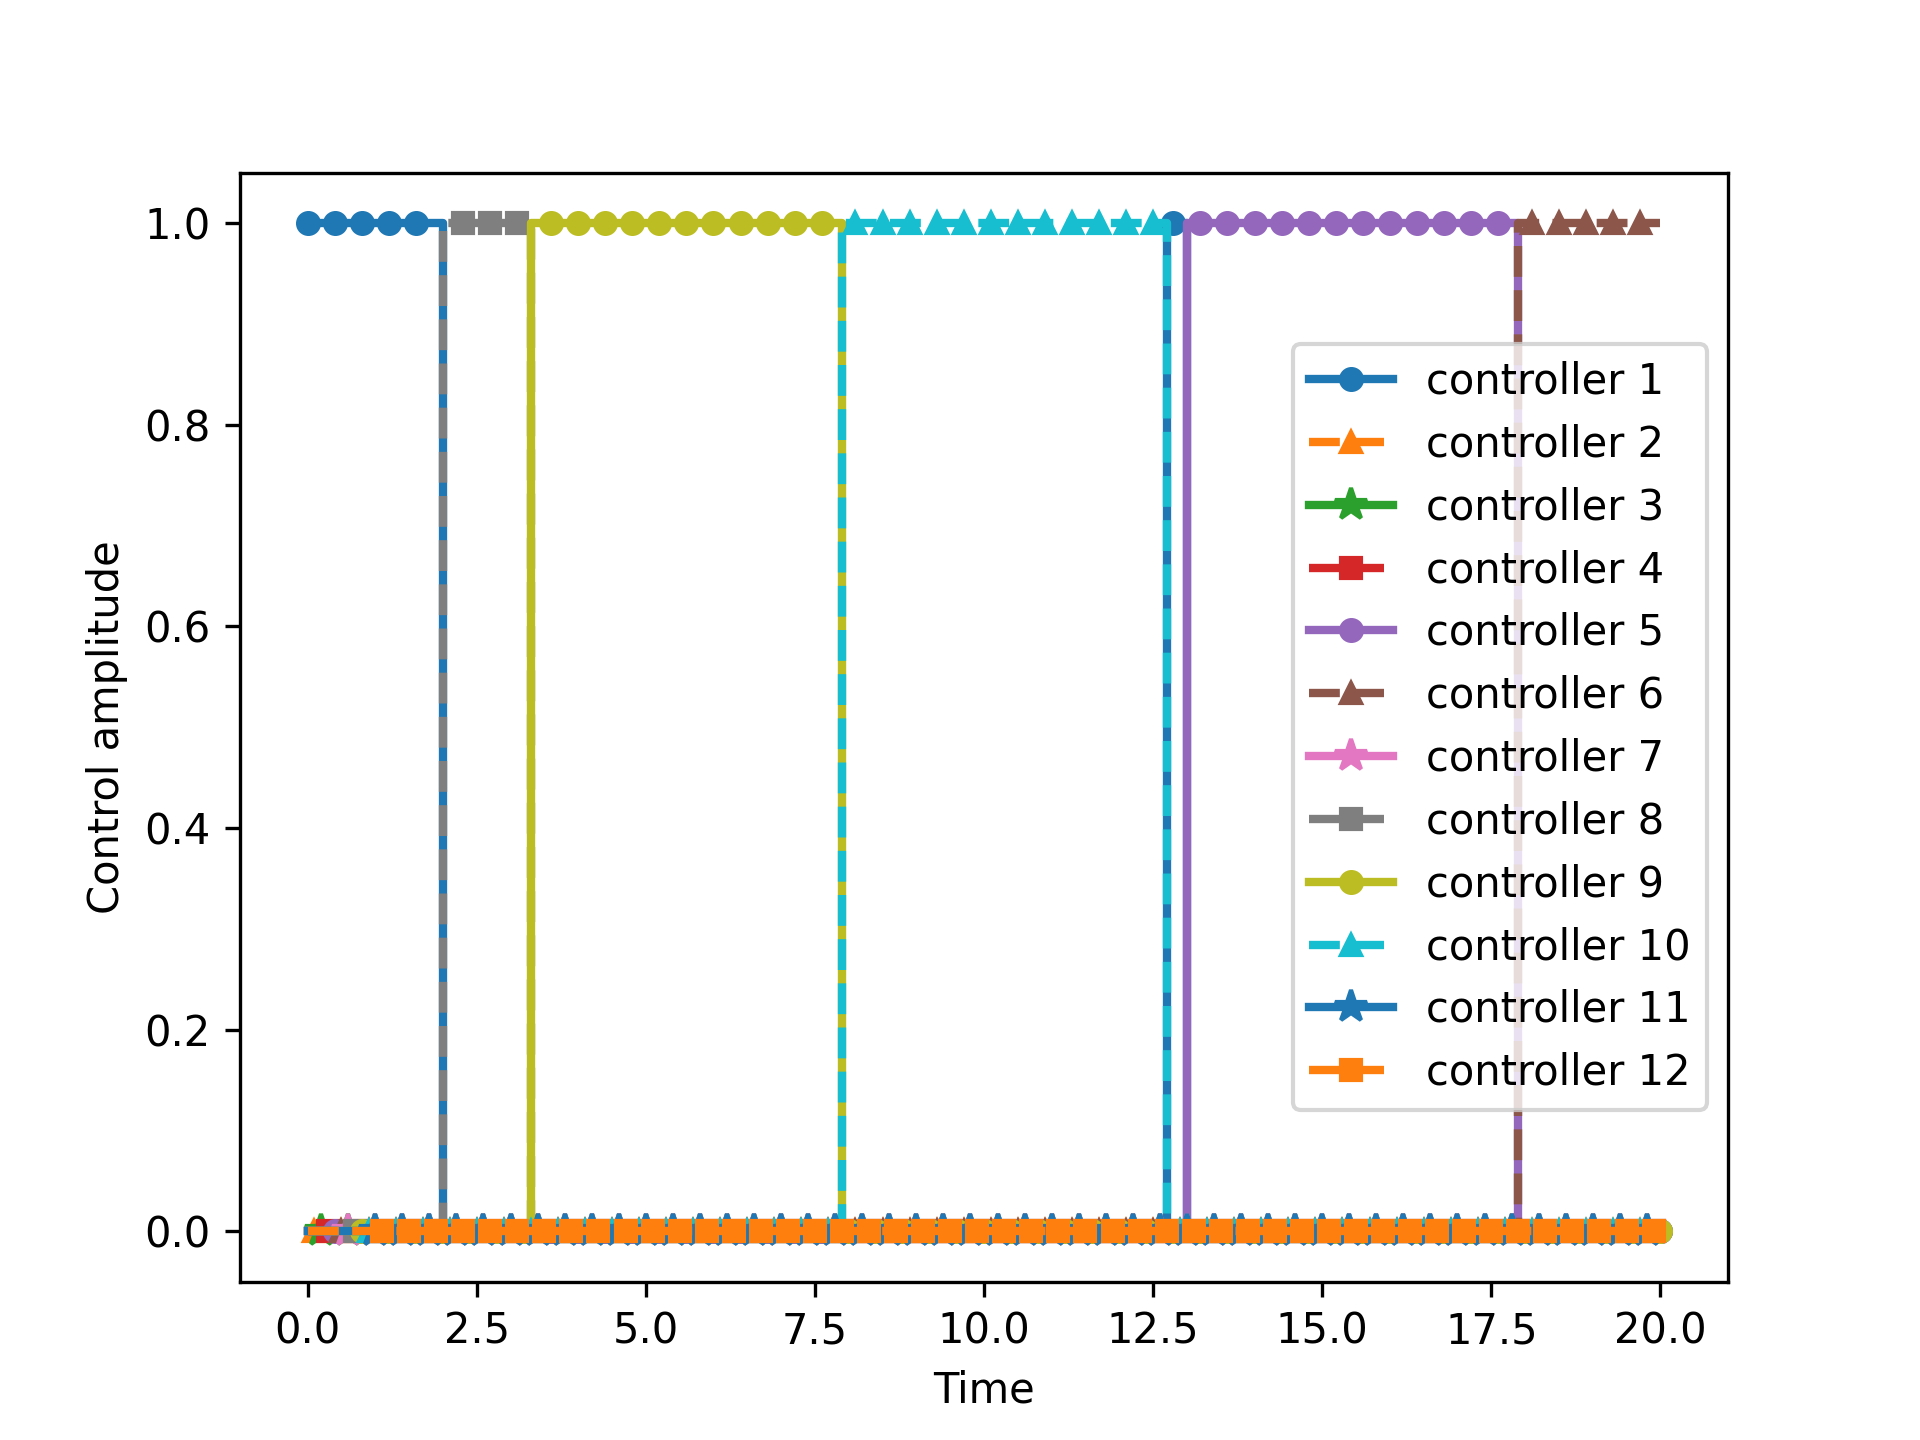 1.0
0.8
0.6
0.4
0.2
0.0
Control amplitude
controller 1
controller 2
controller 3
controller 4
controller 5
controller 6
controller 7
controller 8
controller 9
controller 10
controller 11
controller 12
0.0 2.5 5.0 7.5 10.0 12.5 15.0 17.5 20.0
Time